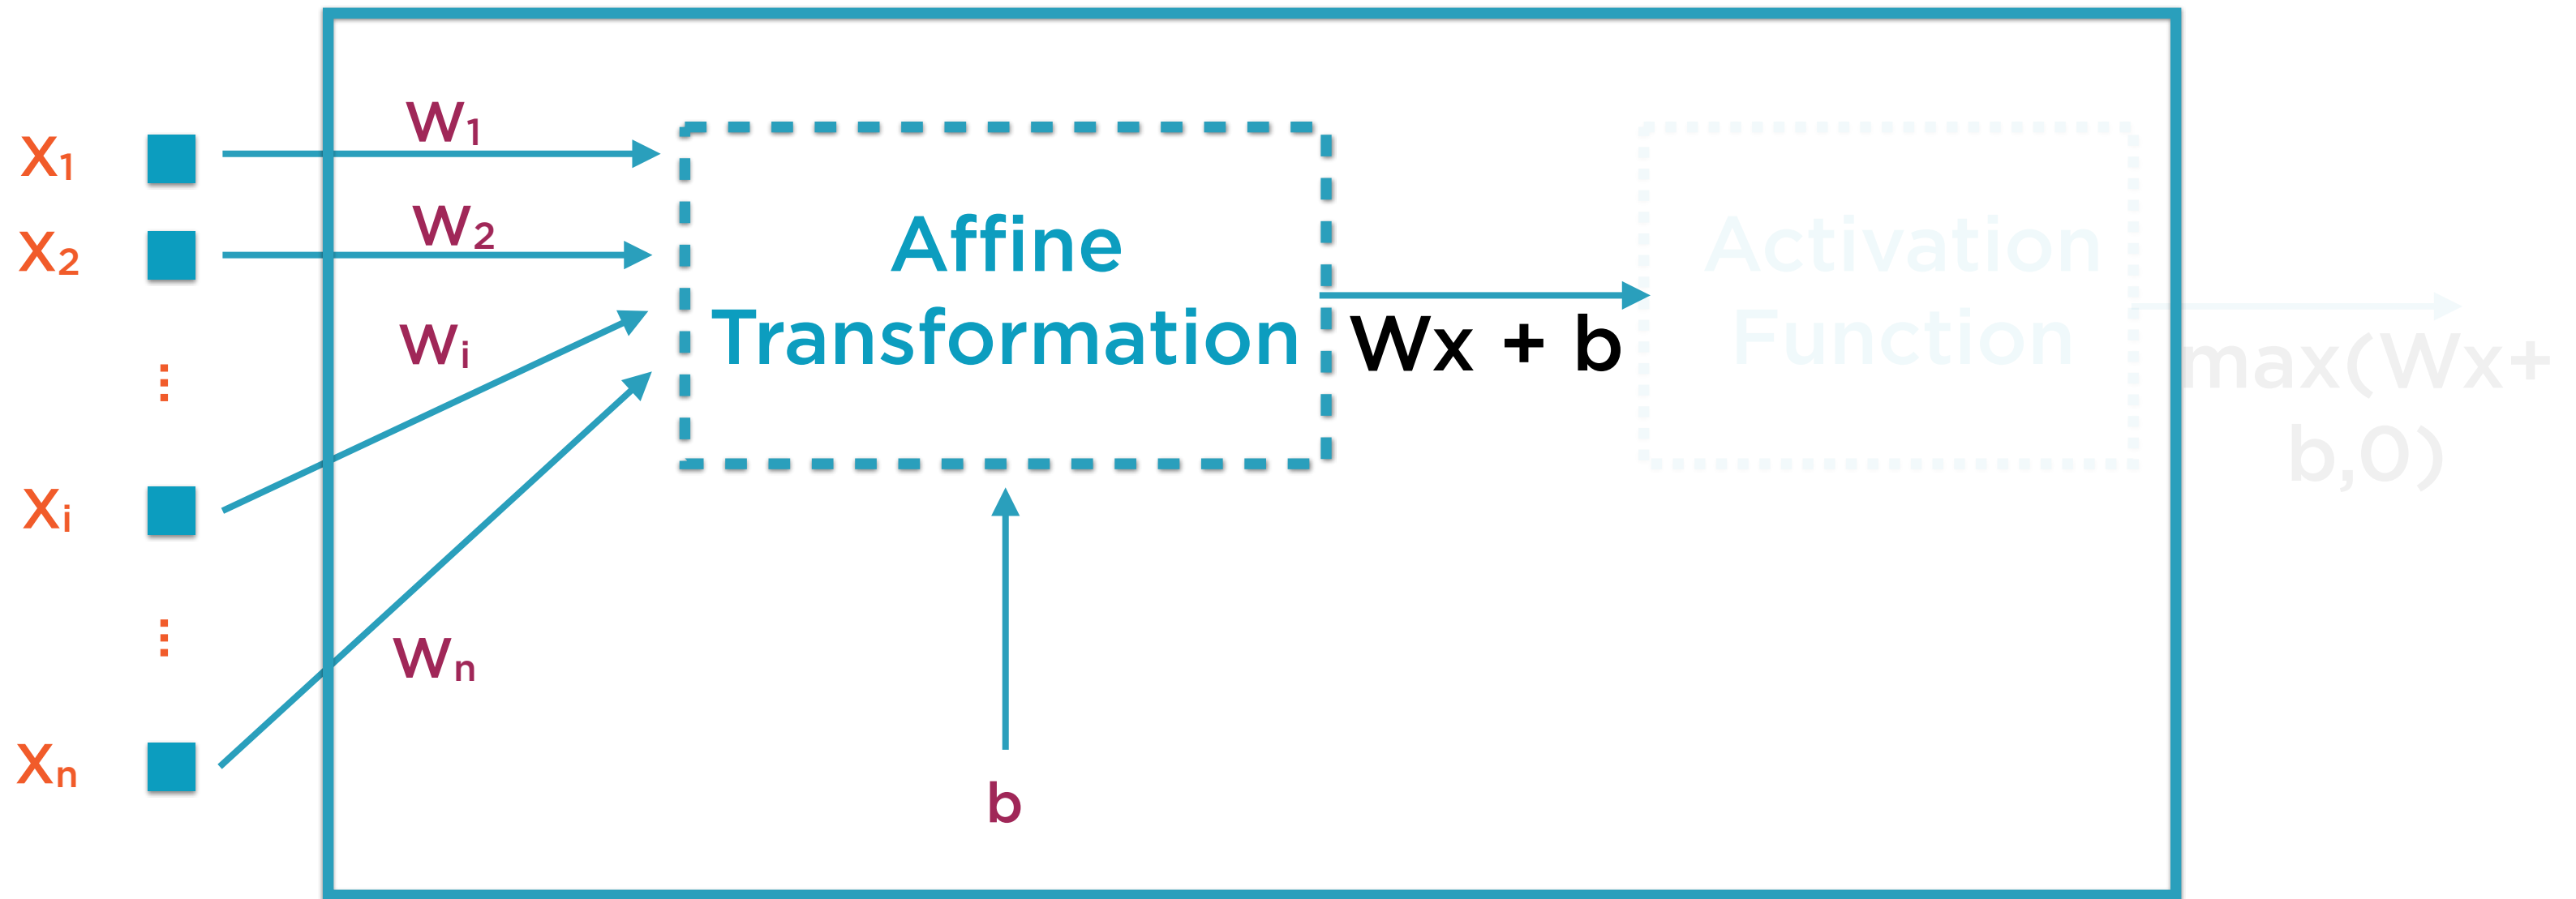 X₁
X₂
⋮
Xᵢ
⋮
Xₙ
W₁
W₂
Wᵢ
Wₙ
Affine
Transformation
b
Wx + b
Activation
Function
max(Wx+
b,0)